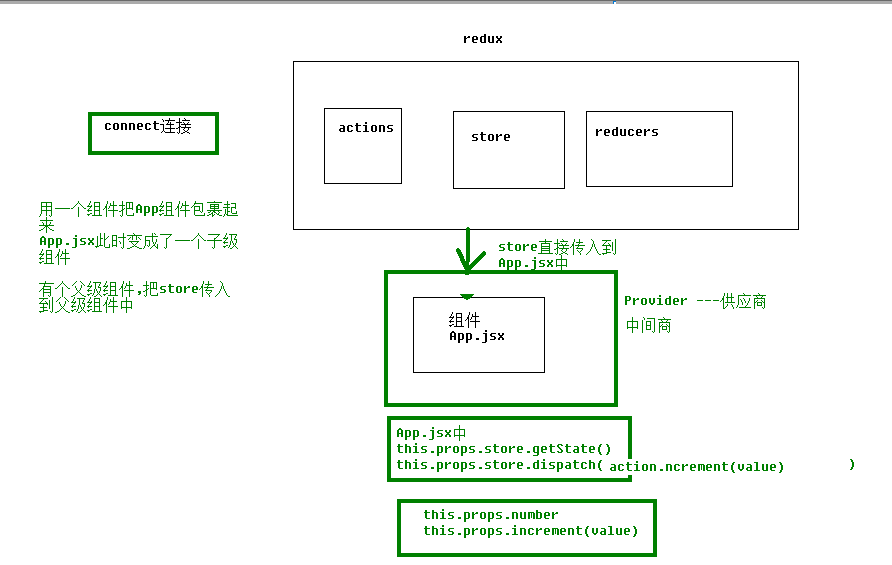 redux
connect连接
actions
store
reducers
用一个组件把App组件包裹起
来
App.jsx此时变成了一个子级
组件
有个父级组件,把store传入
到父级组件中
store直接传入到
App.jsx中
组件
App.jsx
Provider ---供应商
中间商
App.jsx中
this.props.store.getState()
this.props.store.dispatch( action.ncrement(value) )
this.props.number
this.props.increment(value)